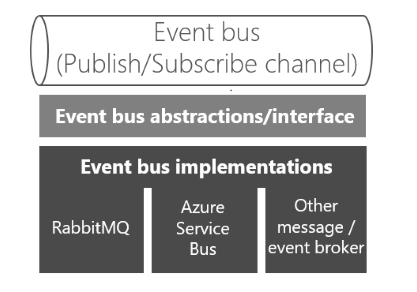 Event bus
(Publish/Subscribe channel)
Event bus abstractions/interface
Event bus implementations
RabbitMQ
Azure
Service
Bus
Other
message /
event broker